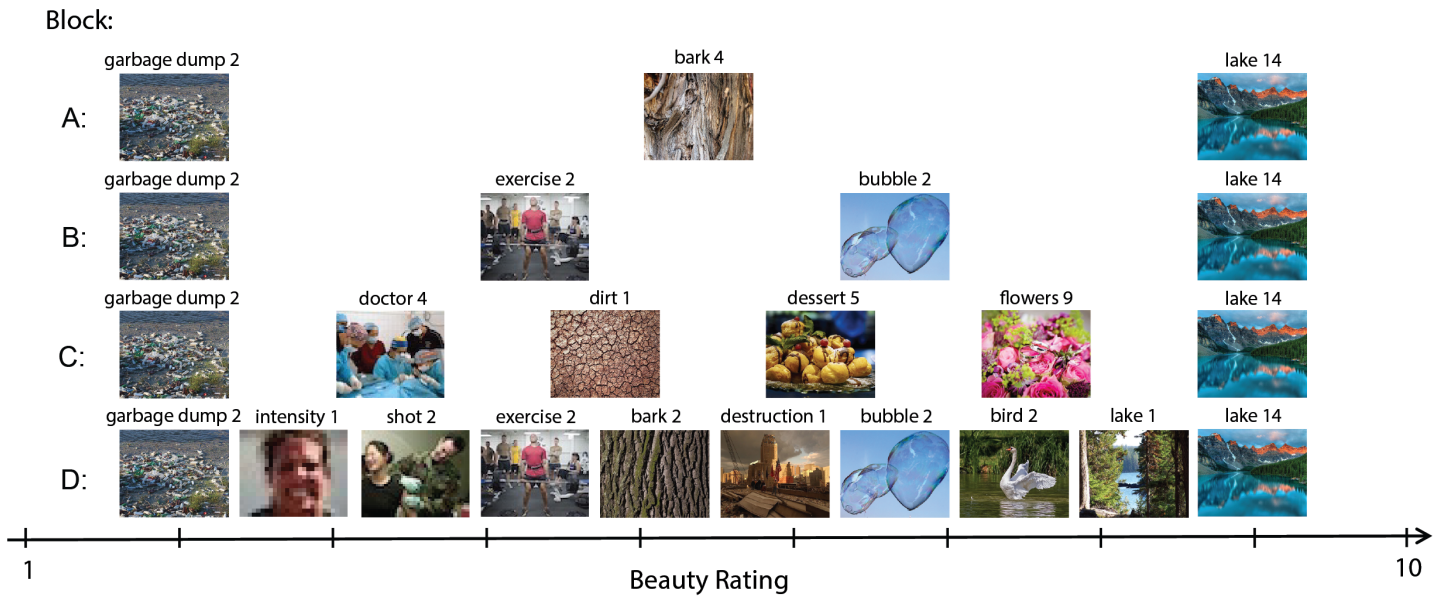 Block:
garbage dump 2 bark 4 lake 14
A:
garbage dump 2 exercise 2 bubble 2 lake 14
B:
garbage dump 2 doctor 4 dirt 1 dessert 5 flowers 9 lake 14
C:
garbage dump 2 intensity 1 shot 2 exercise 2 bark 2 destruction 1 bubble 2 bird 2 lake 1 lake 14
D:
1 10
Beauty Rating